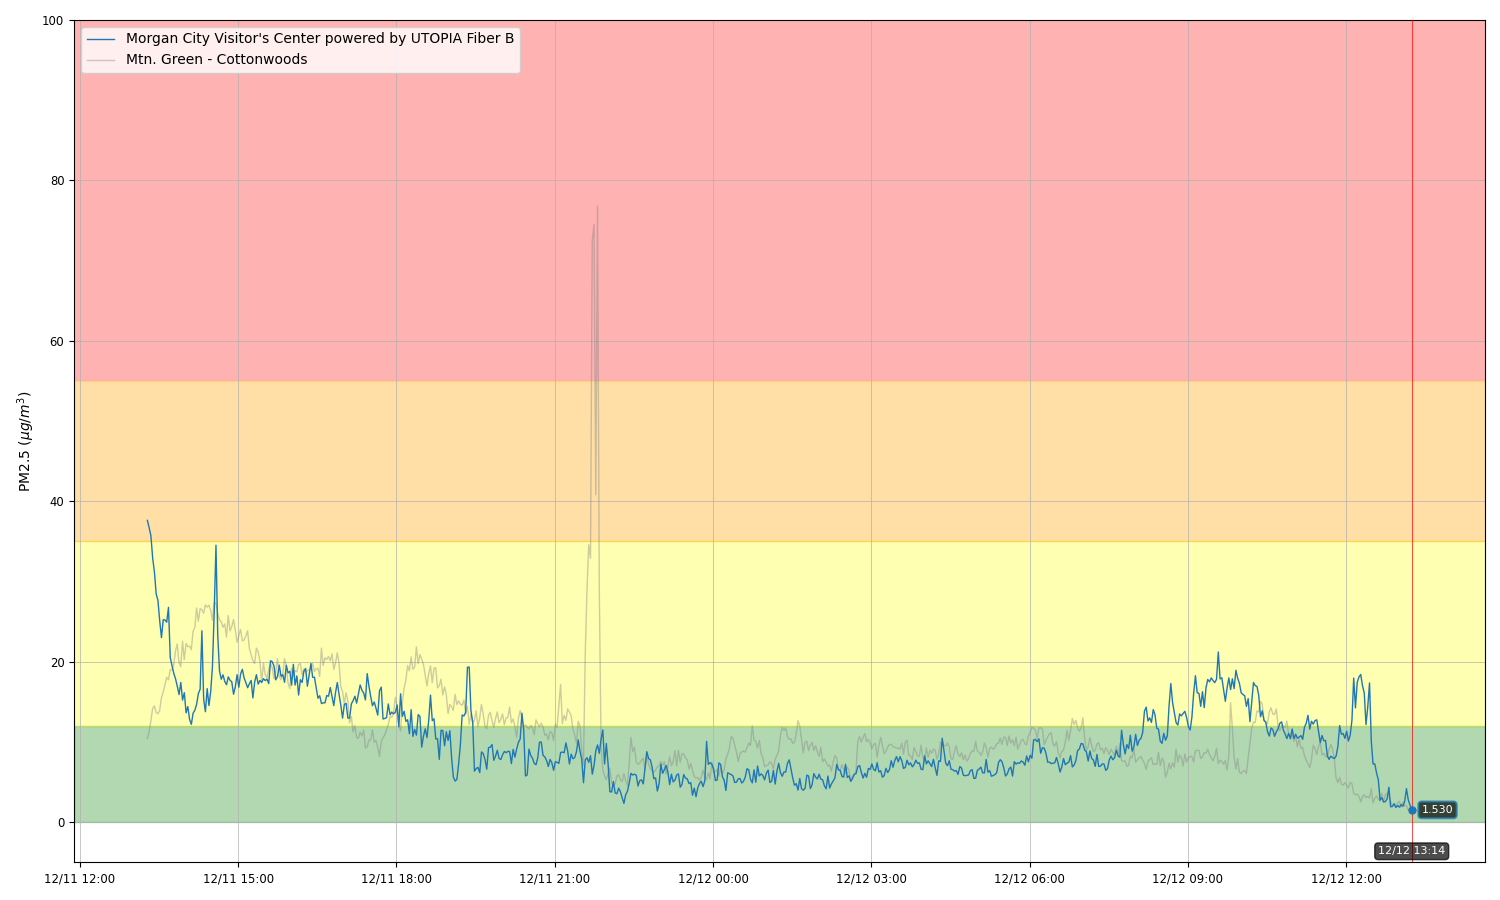 100
80
60
40
20
0
PM2.5 (μg/m³)
Morgan City Visitor's Center powered by UTOPIA Fiber B
Mtn. Green - Cottonwoods
1.530
12/12 13:14
12/11 12:00 12/11 15:00 12/11 18:00 12/11 21:00 12/12 00:00 12/12 03:00 12/12 06:00 12/12 09:00 12/12 12:00